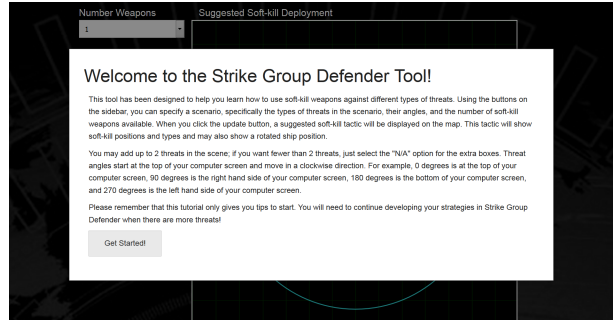 Number Weapons
Suggested Soft-kill Deployment
1
Welcome to the Strike Group Defender Tool!
This tool has been designed to help you learn how to use soft-kill weapons against different types of threats. Using the buttons on
the sidebar, you can specify a scenario, specifically the types of threats in the scenario, their angles, and the number of soft-kill
weapons available. When you click the update button, a suggested soft-kill tactic will be displayed on the map. This tactic will show
soft-kill positions and types and may also show a rotated ship position.
You may add up to 2 threats in the scene; if you want fewer than 2 threats, just select the "N/A" option for the extra boxes. Threat
angles start at the top of your computer screen and move in a clockwise direction. For example, 0 degrees is at the top of your
computer screen, 90 degrees is the right hand side of your computer screen, 180 degrees is the bottom of your computer screen,
and 270 degrees is the left hand side of your computer screen.
Please remember that this tutorial only gives you tips to start. You will need to continue developing your strategies in Strike Group
Defender when there are more threats!
Get Started!